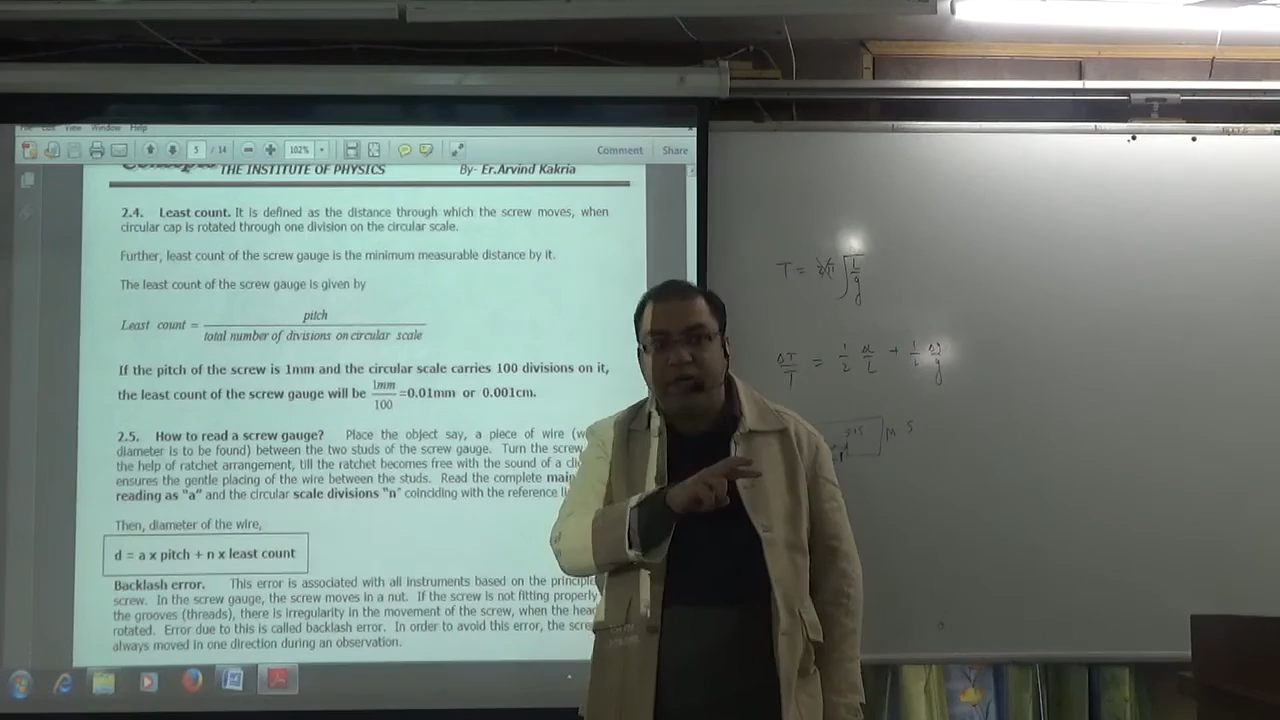 Window Help
5 / 14 102% Comment Share
THE INSTITUTE OF PHYSICS By- Er.Arvind Kakria
2.4. Least count. It is defined as the distance through which the screw moves, when
circular cap is rotated through one division on the circular scale.
Further, least count of the screw gauge is the minimum measurable distance by it.
The least count of the screw gauge is given by
Least count = pitch / total number of divisions on circular scale
If the pitch of the screw is 1mm and the circular scale carries 100 divisions on it,
the least count of the screw gauge will be 1mm/100 =0.01mm or 0.001cm.
2.5. How to read a screw gauge? Place the object say, a piece of wire
diameter is to be found) between the two studs of the screw gauge. Turn the screw
the help of ratchet arrangement, till the ratchet becomes free with the sound of a
ensures the gentle placing of the wire between the studs. Read the complete
reading as "a" and the circular scale divisions "n" coinciding with the reference
Then, diameter of the wire,
d = a x pitch + n x least count
Backlash error. This error is associated with all instruments based on the principle
screw. In the screw gauge, the screw moves in a nut. If the screw is not fitting properly
the grooves (threads), there is irregularity in the movement of the screw, when the
rotated. Error due to this is called backlash error. In order to avoid this error, the
always moved in one direction during an observation.
T = 2π √L/g
ΔT/T = 1/2 ΔL/L + 1/2 Δg/g